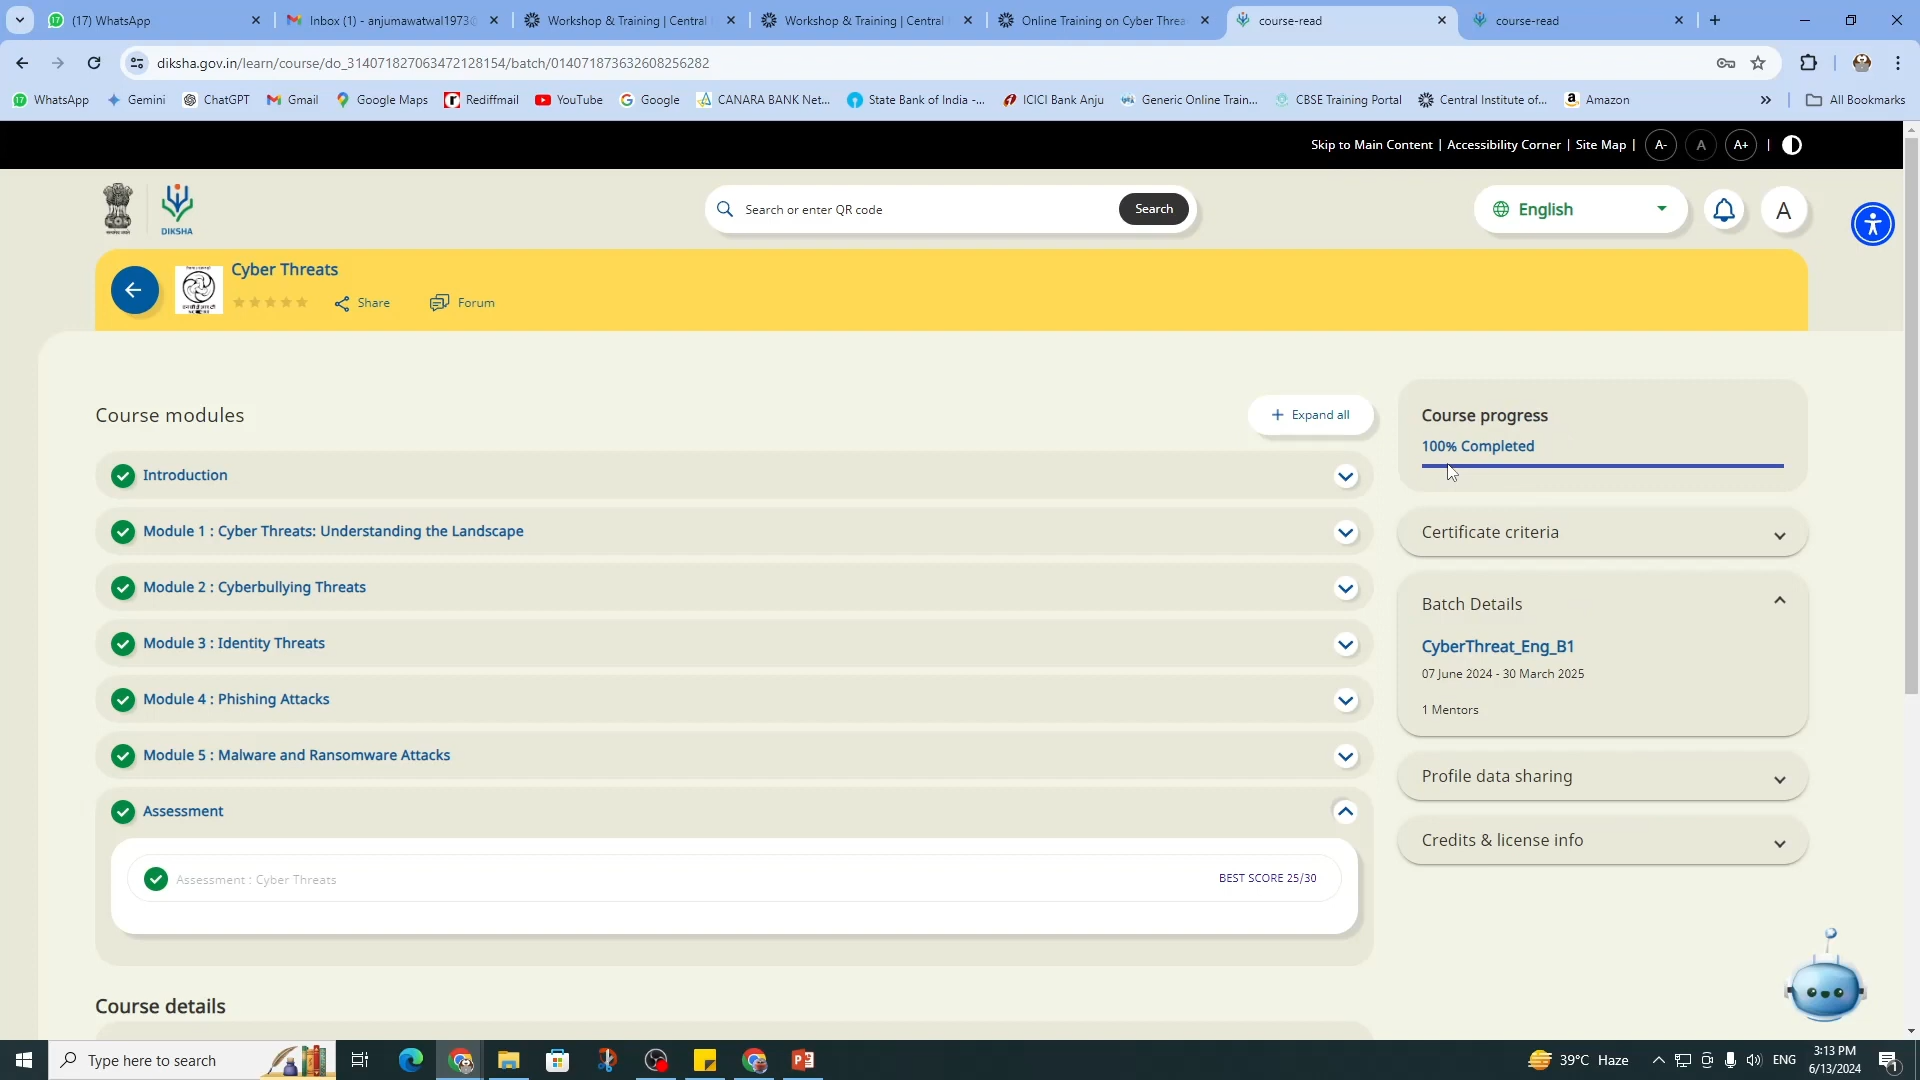 (17) WhatsApp
Inbox (1) - anjumawatwal1973@
Workshop & Training | Central
Workshop & Training | Central
Online Training on Cyber Threa
course-read
course-read
diksha.gov.in/learn/course/do_31407182706347212​8154/batch/014071873632608256282
WhatsApp
Gemini
ChatGPT
Gmail
Google Maps
Rediffmail
YouTube
Google
CANARA BANK Net...
State Bank of India -...
ICICI Bank Anju
Generic Online Train...
CBSE Training Portal
Central Institute of...
Amazon
»
All Bookmarks
Skip to Main Content | Accessibility Corner | Site Map |
A-
A
A+
|
DIKSHA
Search or enter QR code
Search
English
A
Cyber Threats
Share
Forum
Course modules
+ Expand all
Introduction
Module 1 : Cyber Threats: Understanding the Landscape
Module 2 : Cyberbullying Threats
Module 3 : Identity Threats
Module 4 : Phishing Attacks
Module 5 : Malware and Ransomware Attacks
Assessment
Assessment : Cyber Threats
BEST SCORE 25/30
Course details
Course progress
100% Completed
Certificate criteria
Batch Details
CyberThreat_Eng_B1
07 June 2024 - 30 March 2025
1 Mentors
Profile data sharing
Credits & license info
Type here to search
39°C Haze
ENG
3:13 PM
6/13/2024
1